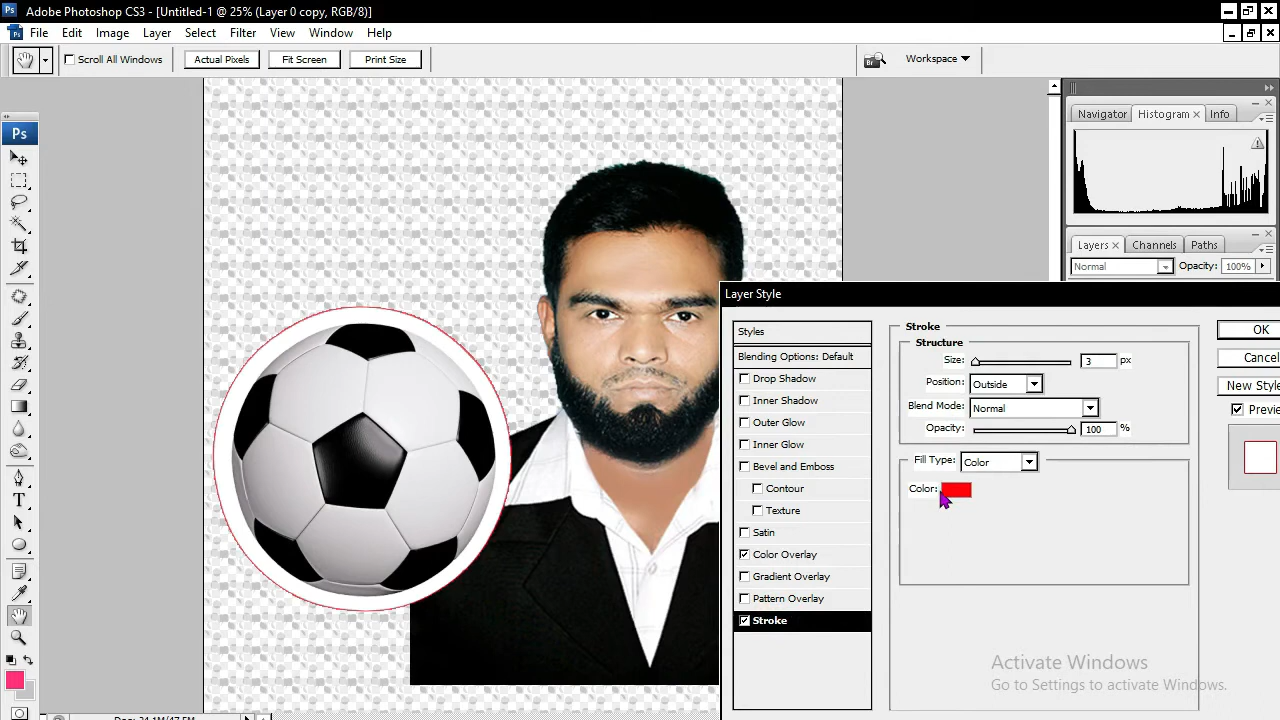 Ps Adobe Photoshop CS3 - [Untitled-1 @ 25% (Layer 0 copy, RGB/8)]
Ps File Edit Image Layer Select Filter View Window Help
Scroll All Windows Actual Pixels Fit Screen Print Size Br Workspace
Ps
Navigator Histogram Info
Layers Channels Paths
Normal Opacity: 100%
Layer Style
Styles
Blending Options: Default
Drop Shadow
Inner Shadow
Outer Glow
Inner Glow
Bevel and Emboss
Contour
Texture
Satin
Color Overlay
Gradient Overlay
Pattern Overlay
Stroke
Stroke
Structure
Size: 3 px
Position: Outside
Blend Mode: Normal
Opacity: 100 %
Fill Type: Color
Color:
OK
Cancel
New Style
Previe
T
Activate Windows
Go to Settings to activate Windows.